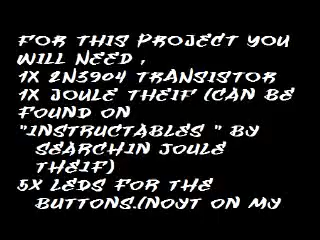 FOR THIS PROJECT YOU
WILL NEED ,
1X 2N3904 TRANSISTOR
1X JOULE THEIF (CAN BE
FOUND ON
"INSTRUCTABLES " BY
SEARCHIN JOULE
THEIF)
5X LEDS FOR THE
BUTTONS.(NOYT ON MY